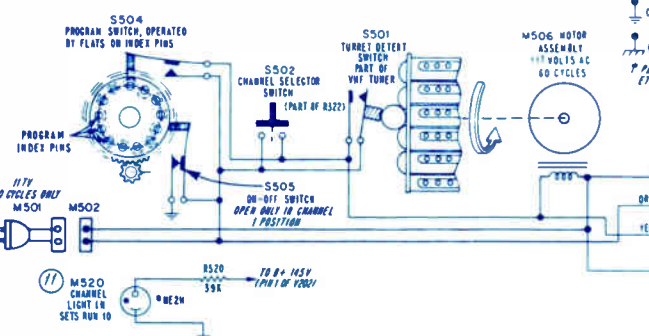 S504
PROGRAM SWITCH, OPERATED
BY FLATS ON INDEX PINS
S502
CHANNEL SELECTOR
SWITCH
(PART OF R322)
S501
TURRET DETENT
SWITCH
PART OF
VHF TUNER
M506 MOTOR
ASSEMBLY
VOLTS AC
60 CYCLES
PROGRAM
INDEX PINS
S505
ON-OFF SWITCH
OPEN ONLY IN CHANNEL
1 POSITION
CYCLES ONLY
M501
M502
OR
YE
11
M520
CHANNEL
LIGHT IN
SETS RUN 10
NE2H
R520
39K
TO B+ 145V
(PIN 1 OF V202)